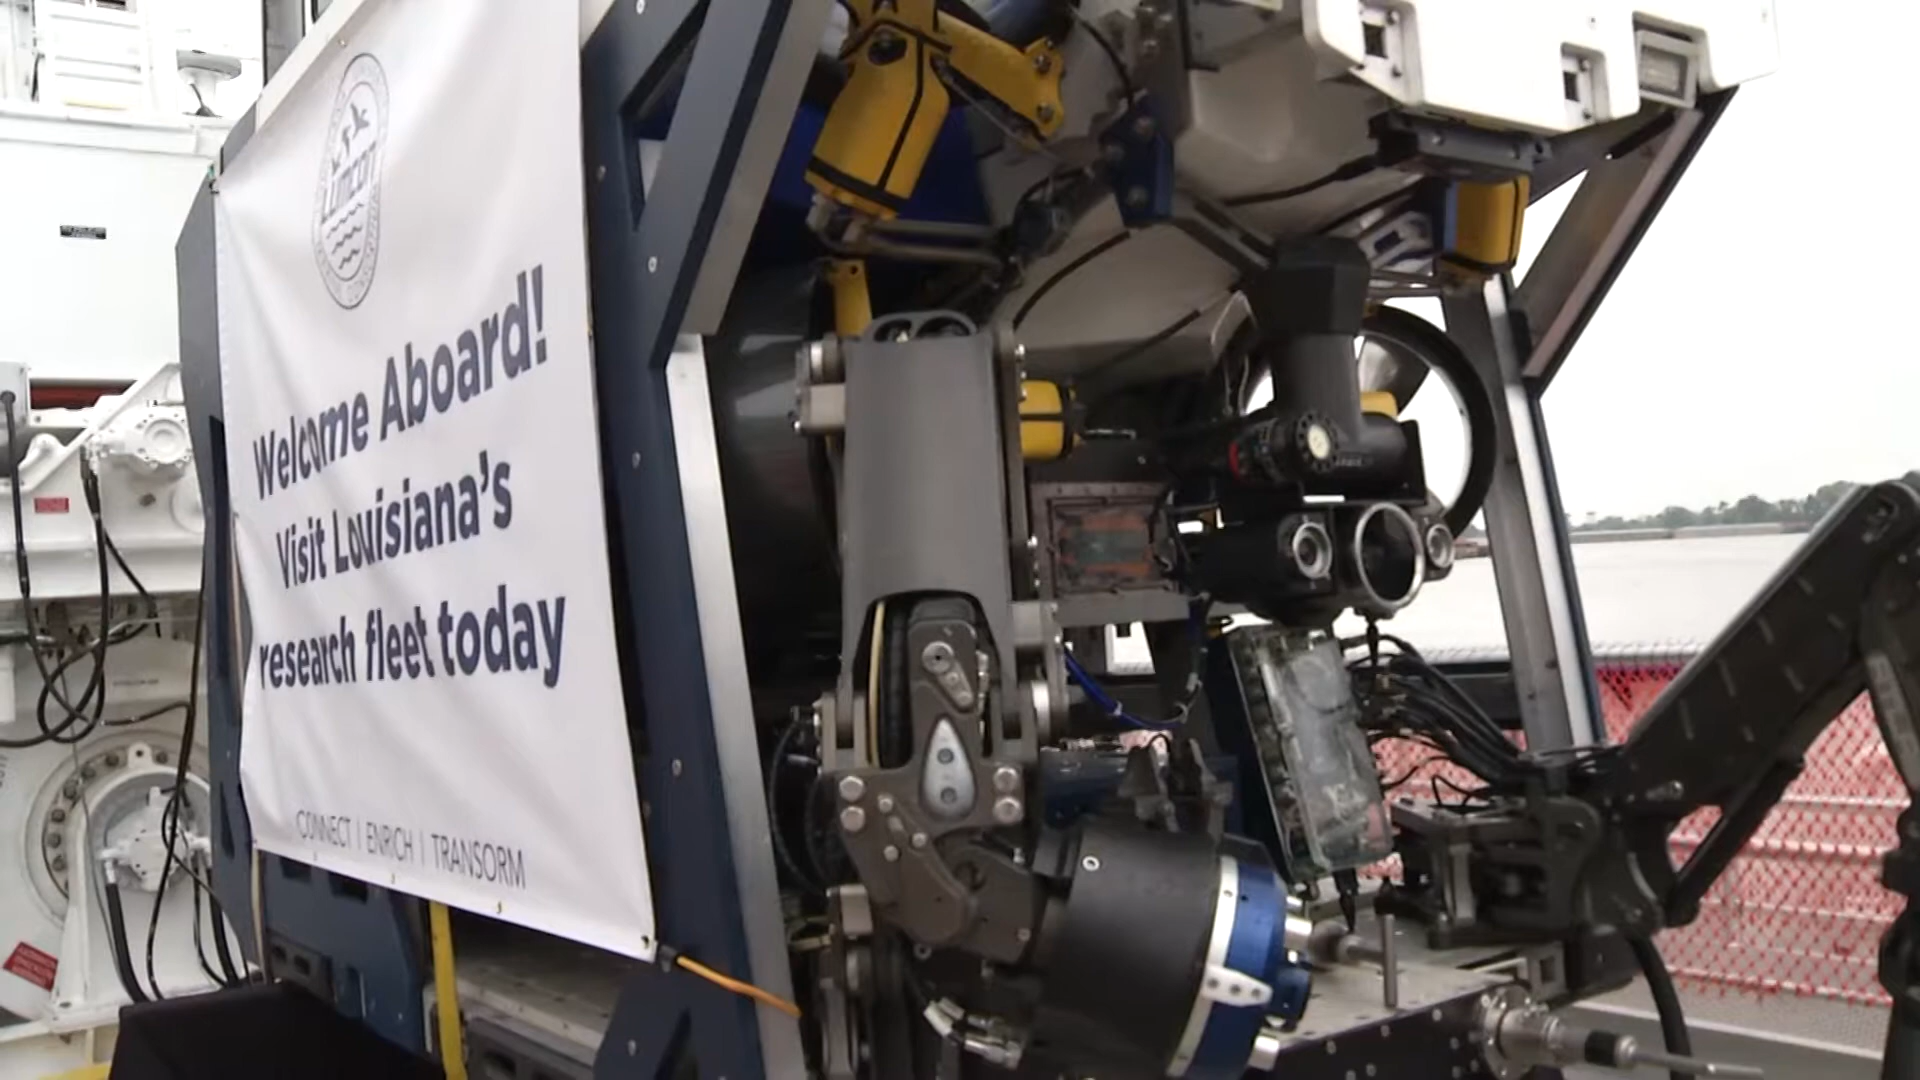 LUMCON
Welcome Aboard!
Visit Louisiana's
research fleet today
CONNECT | ENRICH | TRANSORM